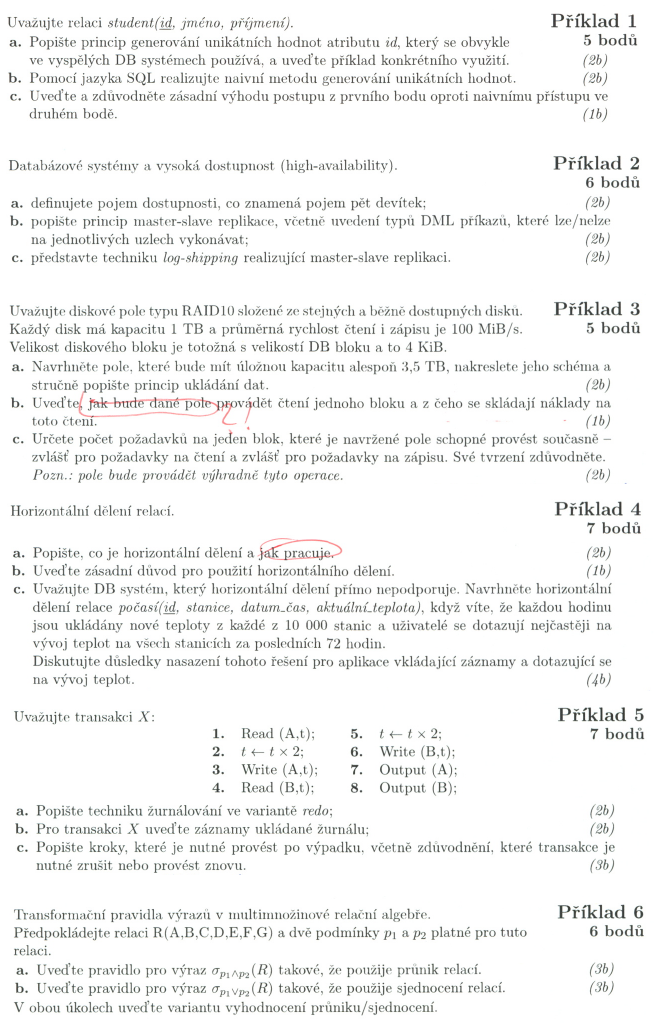 Uvažujte relaci student(id, jméno, příjmení). Příklad 1
a. Popište princip generování unikátních hodnot atributu id, který se obvykle 5 bodů
ve vyspělých DB systémech používá, a uveďte příklad konkrétního využití. (2b)
b. Pomocí jazyka SQL realizujte naivní metodu generování unikátních hodnot. (2b)
c. Uveďte a zdůvodněte zásadní výhodu postupu z prvního bodu oproti naivnímu přístupu ve
druhém bodě. (1b)
Databázové systémy a vysoká dostupnost (high-availability). Příklad 2
6 bodů
a. definujete pojem dostupnosti, co znamená pojem pět devítek; (2b)
b. popište princip master-slave replikace, včetně uvedení typů DML příkazů, které lze/nelze
na jednotlivých uzlech vykonávat; (2b)
c. představte techniku log-shipping realizující master-slave replikaci. (2b)
Uvažujte diskové pole typu RAID10 složené ze stejných a běžně dostupných disků. Příklad 3
Každý disk má kapacitu 1 TB a průměrná rychlost čtení i zápisu je 100 MiB/s. 5 bodů
Velikost diskového bloku je totožná s velikostí DB bloku a to 4 KiB.
a. Navrhněte pole, které bude mít úložnou kapacitu alespoň 3,5 TB, nakreslete jeho schéma a
stručně popište princip ukládání dat. (2b)
b. Uveďte, jak bude dané pole provádět čtení jednoho bloku a z čeho se skládají náklady na
toto čtení. ?! (1b)
c. Určete počet požadavků na jeden blok, které je navržené pole schopné provést současně –
zvlášť pro požadavky na čtení a zvlášť pro požadavky na zápisu. Své tvrzení zdůvodněte.
Pozn.: pole bude provádět výhradně tyto operace. (2b)
Horizontální dělení relací. Příklad 4
7 bodů
a. Popište, co je horizontální dělení a jak pracuje. (2b)
b. Uveďte zásadní důvod pro použití horizontálního dělení. (1b)
c. Uvažujte DB systém, který horizontální dělení přímo nepodporuje. Navrhněte horizontální
dělení relace počasí(id, stanice, datum_čas, aktuální_teplota), když víte, že každou hodinu
jsou ukládány nové teploty z každé z 10 000 stanic a uživatelé se dotazují nejčastěji na
vývoj teplot na všech stanicích za posledních 72 hodin.
Diskutujte důsledky nasazení tohoto řešení pro aplikace vkládající záznamy a dotazující se
na vývoj teplot. (4b)
Uvažujte transakci X: Příklad 5
1. Read (A,t); 5. t ← t × 2; 7 bodů
2. t ← t × 2; 6. Write (B,t);
3. Write (A,t); 7. Output (A);
4. Read (B,t); 8. Output (B);
a. Popište techniku žurnálování ve variantě redo; (2b)
b. Pro transakci X uveďte záznamy ukládané žurnálu; (2b)
c. Popište kroky, které je nutné provést po výpadku, včetně zdůvodnění, které transakce je
nutné zrušit nebo provést znovu. (3b)
Transformační pravidla výrazů v multimnožinové relační algebře. Příklad 6
Předpokládejte relaci R(A,B,C,D,E,F,G) a dvě podmínky p₁ a p₂ platné pro tuto 6 bodů
relaci.
a. Uveďte pravidlo pro výraz σp₁∧p₂(R) takové, že použije průnik relací. (3b)
b. Uveďte pravidlo pro výraz σp₁∨p₂(R) takové, že použije sjednocení relací. (3b)
V obou úkolech uveďte variantu vyhodnocení průniku/sjednocení.